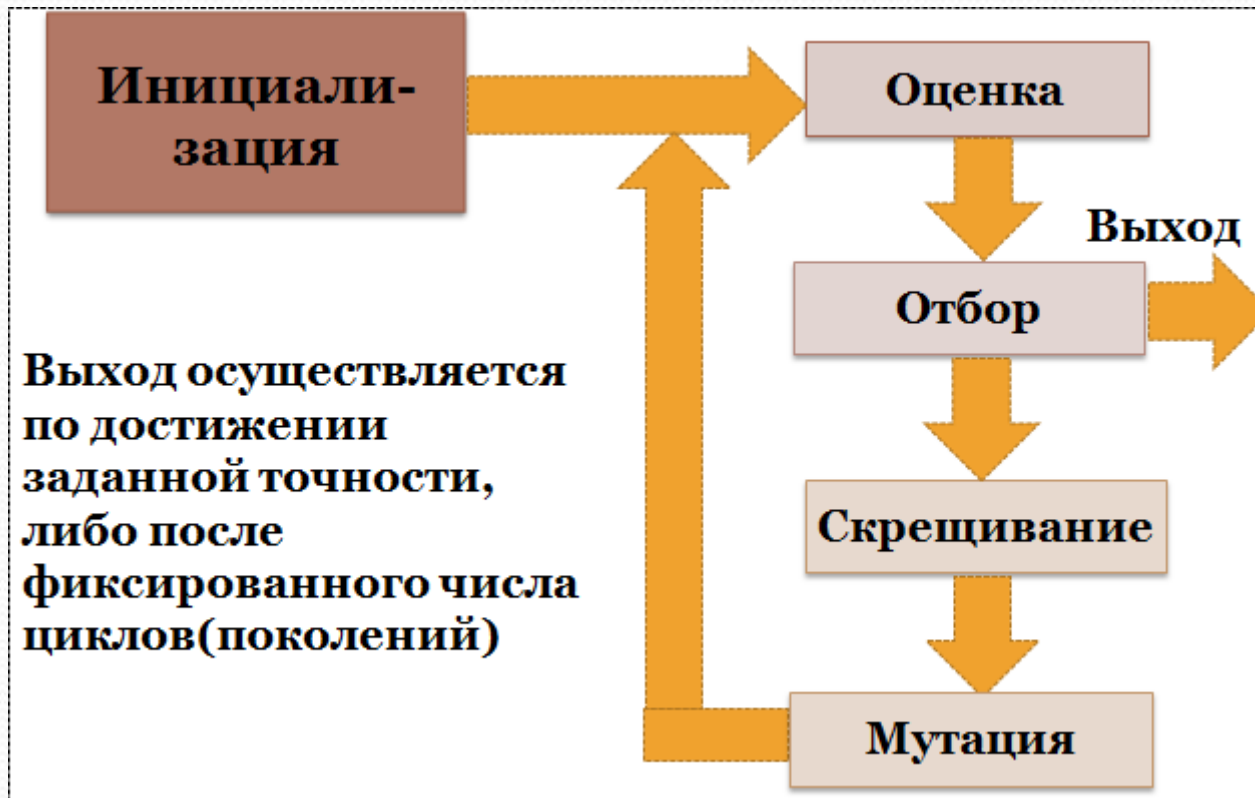 Инициали-
зация
Оценка
Выход
Отбор
Выход осуществляется
по достижении
заданной точности,
либо после
фиксированного числа
циклов(поколений)
Скрещивание
Мутация